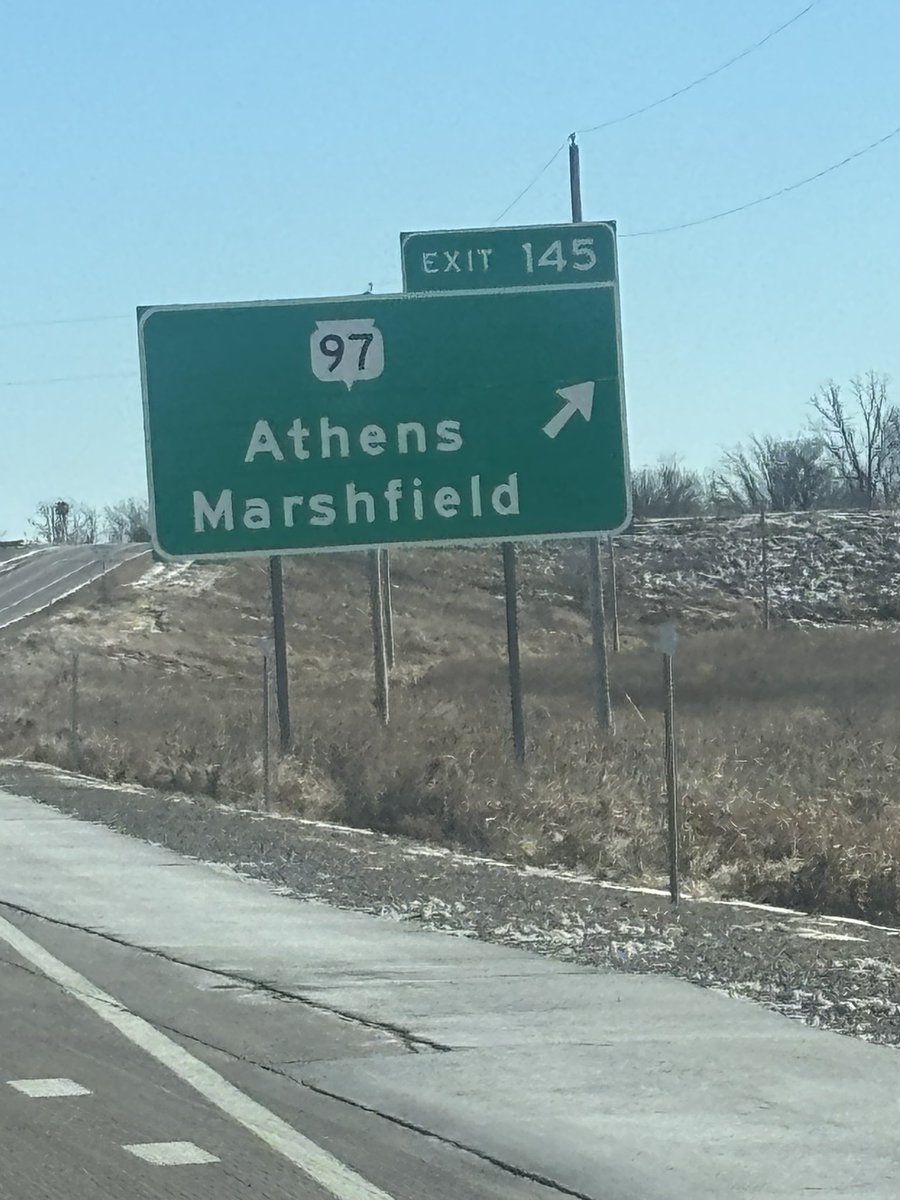 EXIT 145
97
Athens
Marshfield